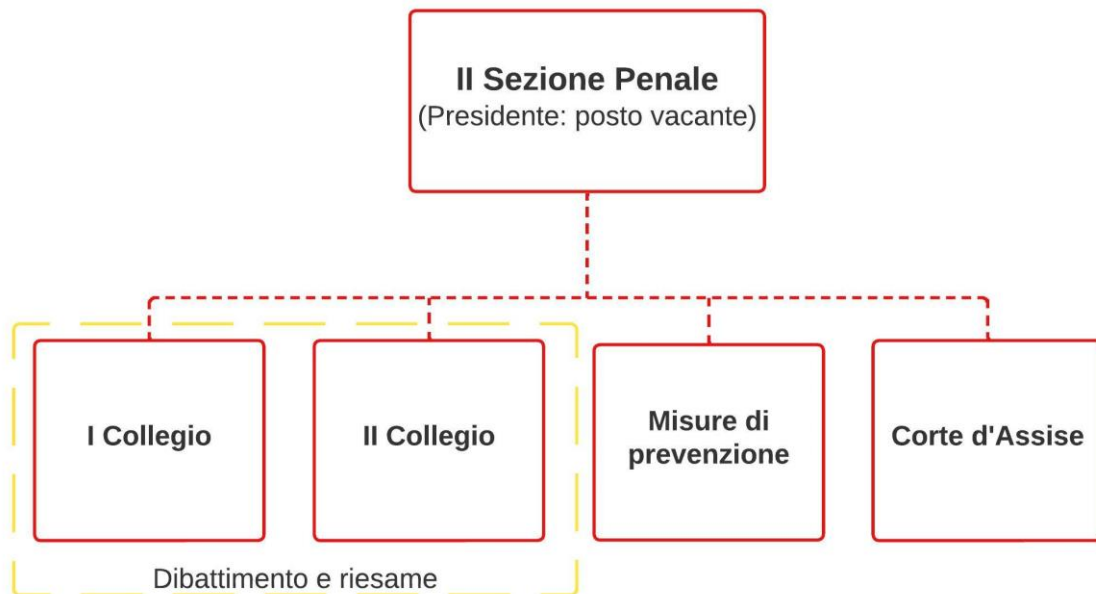 II Sezione Penale
(Presidente: posto vacante)
I Collegio
II Collegio
Misure di
prevenzione
Corte d'Assise
Dibattimento e riesame